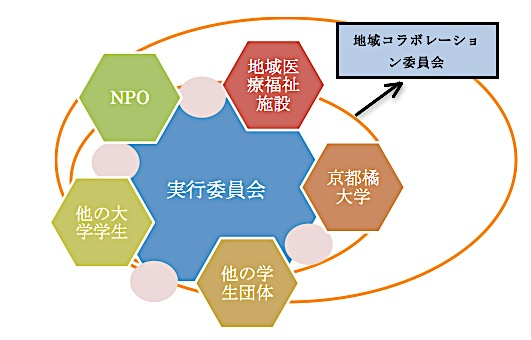 地域コラボレーショ
ン委員会
地域医
療福祉
施設
NPO
京都橘
大学
実行委員会
他の大
学学生
他の学
生団体